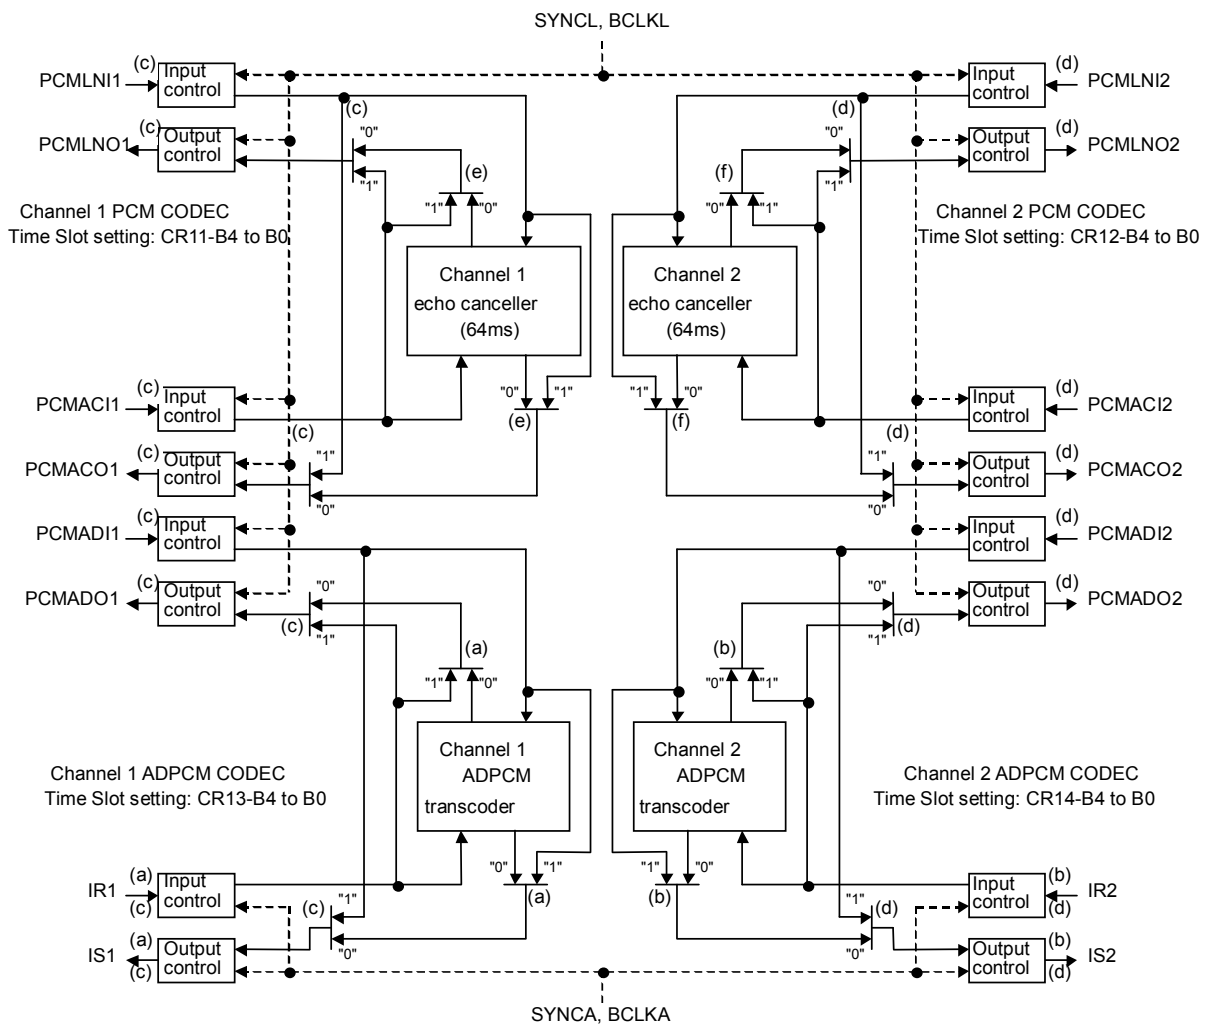 SYNCL, BCLKL
PCMLNI1
(c)
Input
control
(c)
(d)
Input
control
(d)
PCMLNI2
PCMLNO1
(c)
Output
control
"0"
"1"
(e)
"1"
"0"
(f)
"0"
"1"
"0"
"1"
Output
control
(d)
PCMLNO2
Channel 1 PCM CODEC
Time Slot setting: CR11-B4 to B0
Channel 2 PCM CODEC
Time Slot setting: CR12-B4 to B0
Channel 1
echo canceller
(64ms)
Channel 2
echo canceller
(64ms)
PCMACI1
(c)
Input
control
(c)
"0"
"1"
(e)
"1"
"0"
(f)
(d)
Input
control
(d)
PCMACI2
PCMACO1
(c)
Output
control
"1"
"0"
"1"
"0"
Output
control
(d)
PCMACO2
PCMADI1
(c)
Input
control
Input
control
(d)
PCMADI2
PCMADO1
(c)
Output
control
(c)
"0"
"1"
(a)
"1"
"0"
(b)
"0"
"1"
"0"
"1"
(d)
Output
control
(d)
PCMADO2
Channel 1
ADPCM
transcoder
Channel 2
ADPCM
transcoder
Channel 1 ADPCM CODEC
Time Slot setting: CR13-B4 to B0
Channel 2 ADPCM CODEC
Time Slot setting: CR14-B4 to B0
"0"
"1"
(a)
"1"
"0"
(b)
IR1
(a)
(c)
Input
control
(c)
"1"
"0"
"1"
"0"
(d)
Input
control
(b)
(d)
IR2
IS1
(a)
(c)
Output
control
Output
control
(b)
(d)
IS2
SYNCA, BCLKA